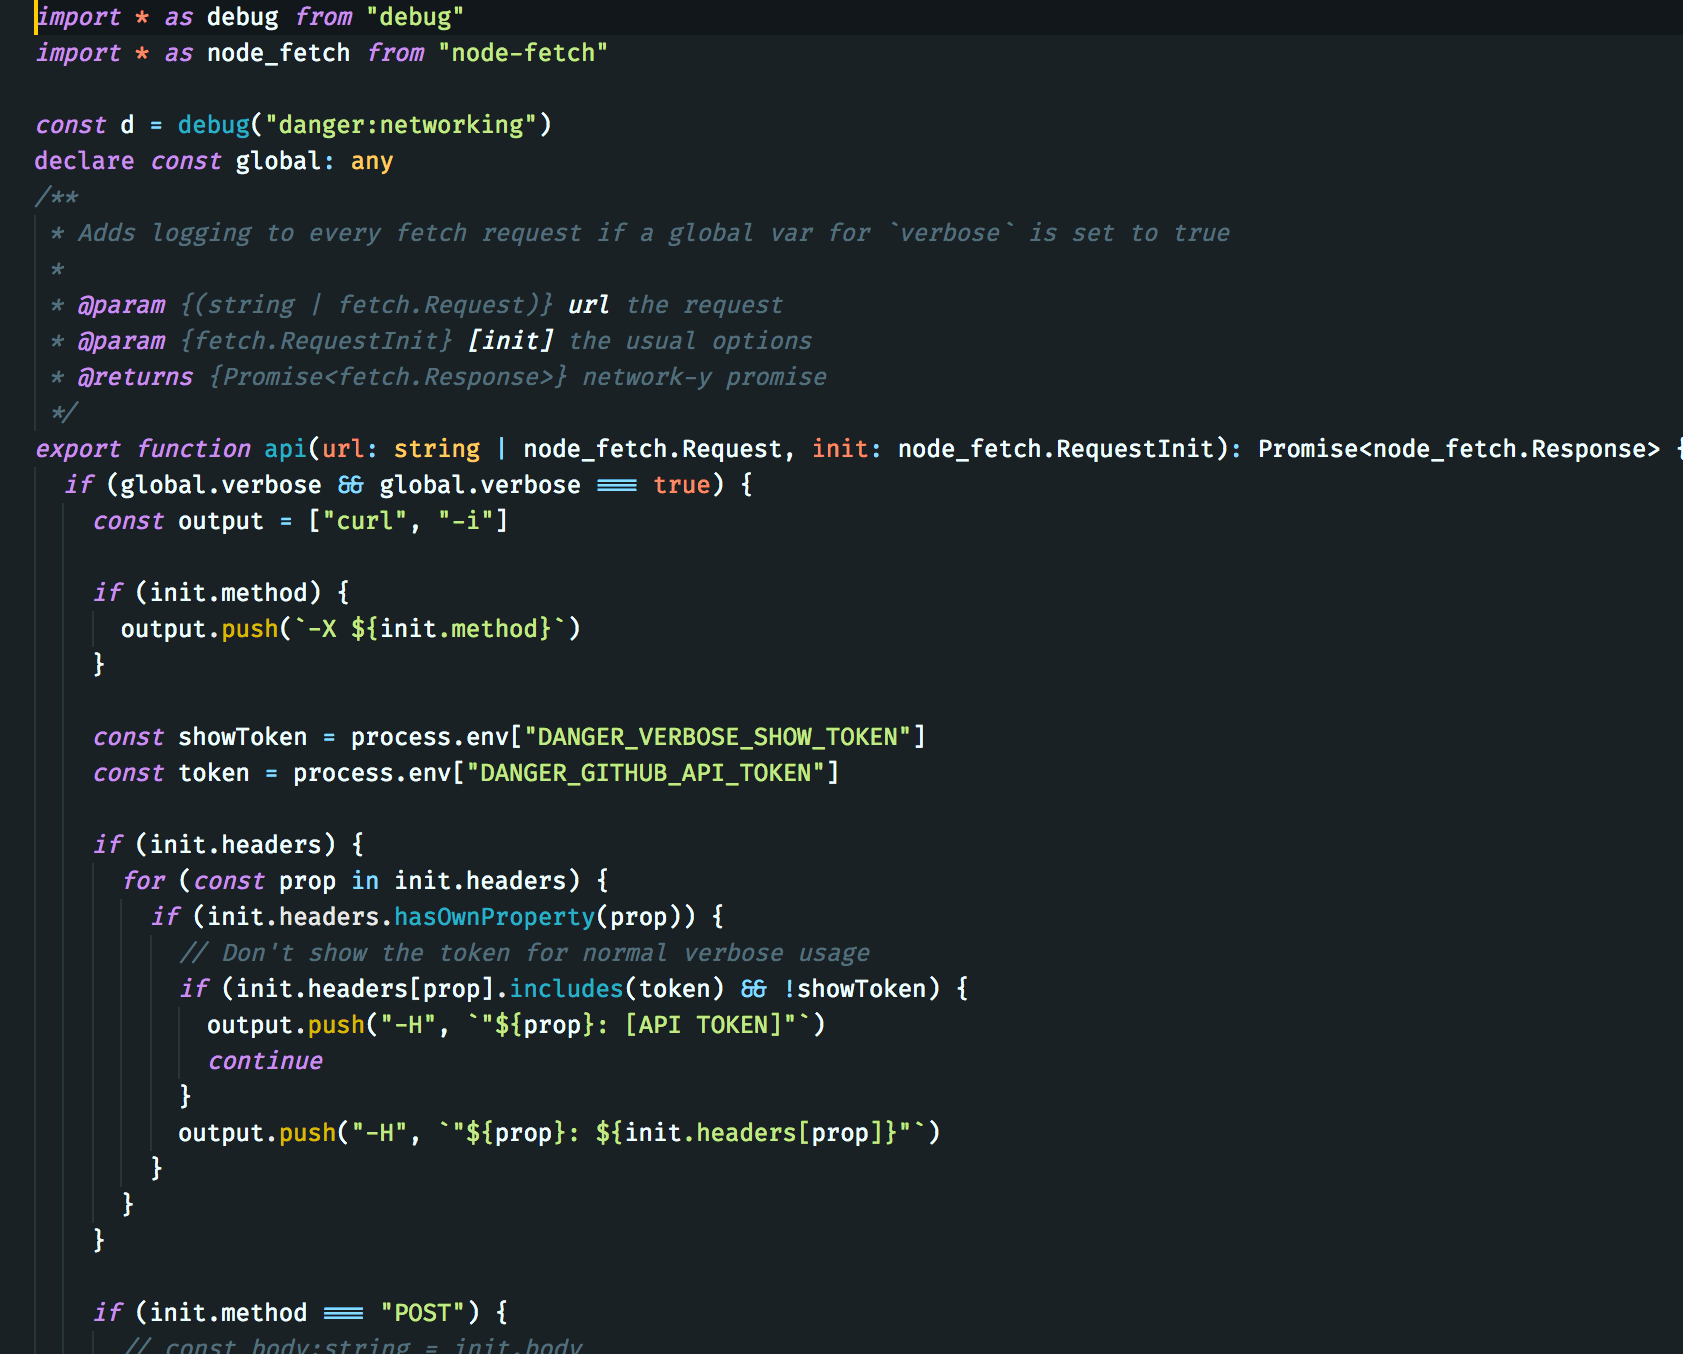 import * as debug from "debug"
import * as node_fetch from "node-fetch"

const d = debug("danger:networking")
declare const global: any
/**
 * Adds logging to every fetch request if a global var for `verbose` is set to true
 *
 * @param {(string | fetch.Request)} url the request
 * @param {fetch.RequestInit} [init] the usual options
 * @returns {Promise<fetch.Response>} network-y promise
 */
export function api(url: string | node_fetch.Request, init: node_fetch.RequestInit): Promise<node_fetch.Response> {
  if (global.verbose && global.verbose === true) {
    const output = ["curl", "-i"]

    if (init.method) {
      output.push(`-X ${init.method}`)
    }

    const showToken = process.env["DANGER_VERBOSE_SHOW_TOKEN"]
    const token = process.env["DANGER_GITHUB_API_TOKEN"]

    if (init.headers) {
      for (const prop in init.headers) {
        if (init.headers.hasOwnProperty(prop)) {
          // Don't show the token for normal verbose usage
          if (init.headers[prop].includes(token) && !showToken) {
            output.push("-H", `"${prop}: [API TOKEN]"`)
            continue
          }
          output.push("-H", `"${prop}: ${init.headers[prop]}"`)
        }
      }
    }

    if (init.method === "POST") {
      // const body:string = init.body